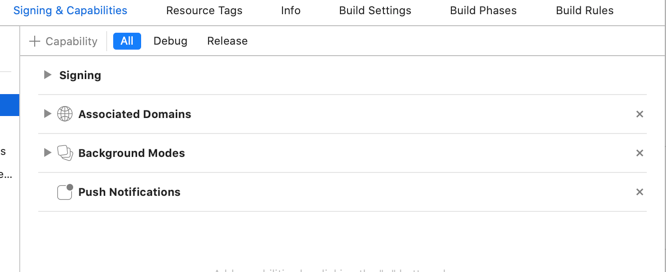 Signing & Capabilities Resource Tags Info Build Settings Build Phases Build Rules
+ Capability All Debug Release
Signing
Associated Domains
Background Modes
Push Notifications